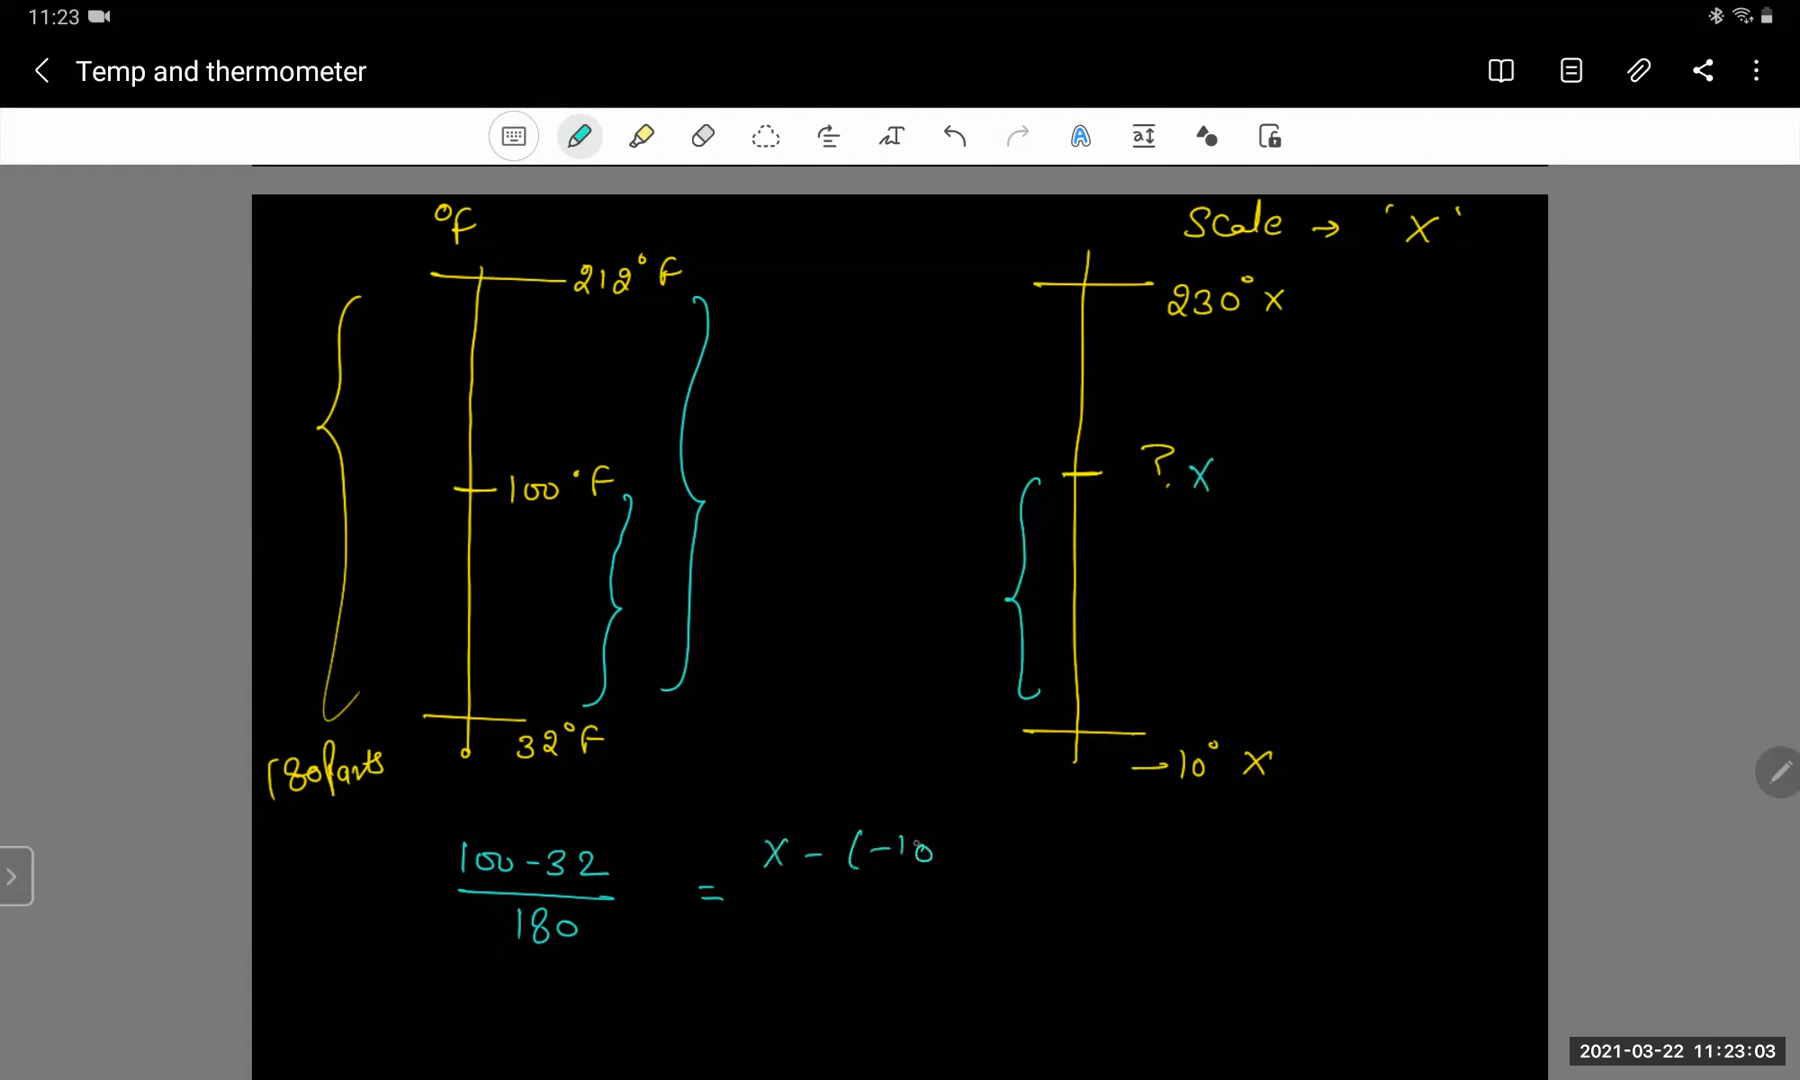 11:23
Temp and thermometer
°F
Scale → 'X'
212°F
230°X
100°F
? X
32°F
-10° X
180 Parts
100-32
180
=
X - (-10
2021-03-22 11:23:03